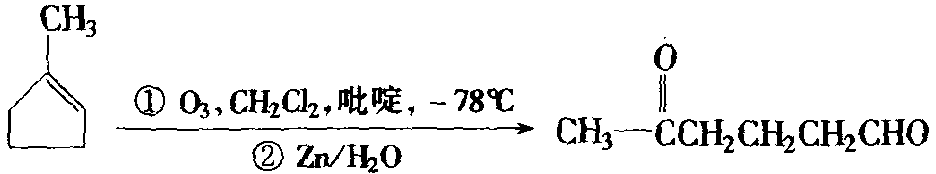 CH₃
① O₃,CH₂Cl₂,吡啶,-78℃
② Zn/H₂O
O
CH₃—CCH₂CH₂CH₂CHO